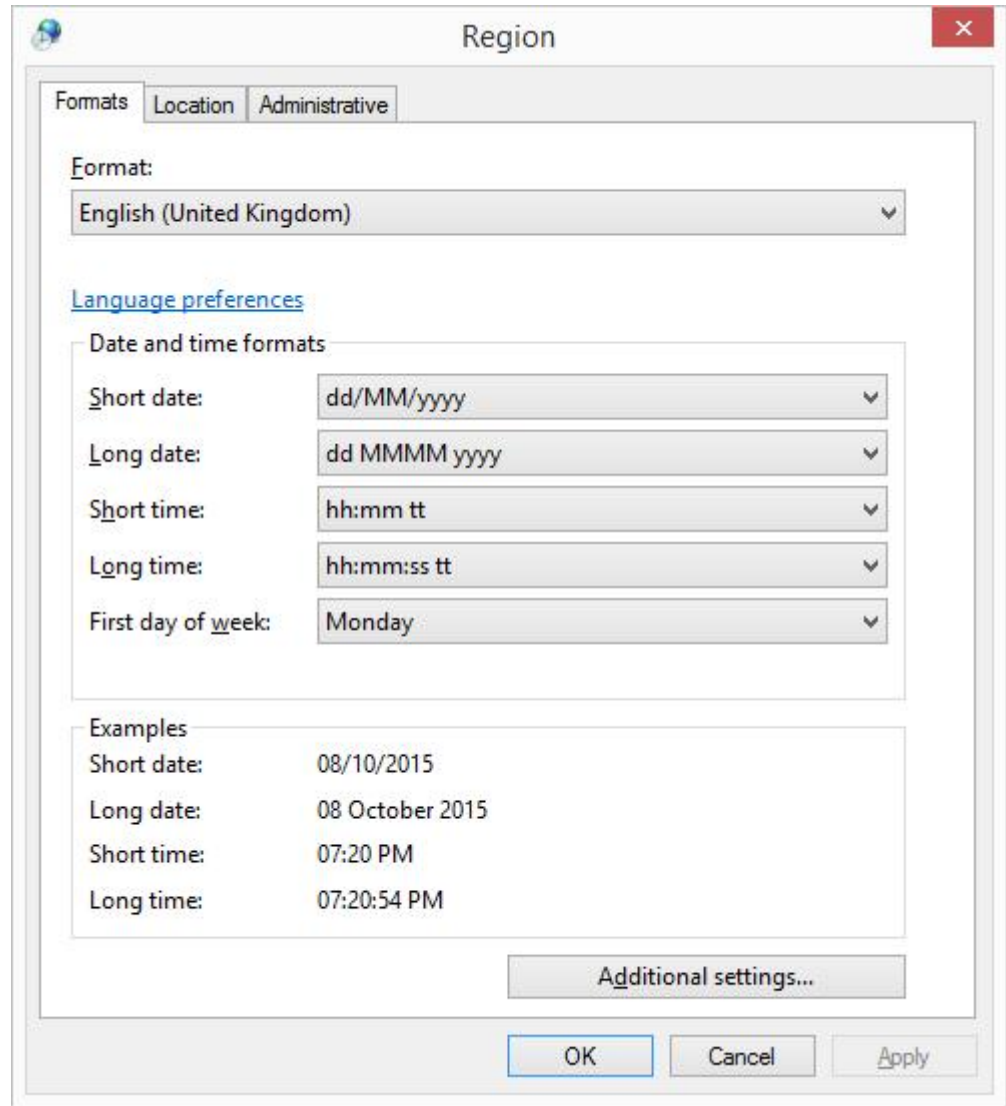 Region
Formats Location Administrative
Format:
English (United Kingdom)
Language preferences
Date and time formats
Short date: dd/MM/yyyy
Long date: dd MMMM yyyy
Short time: hh:mm tt
Long time: hh:mm:ss tt
First day of week: Monday
Examples
Short date: 08/10/2015
Long date: 08 October 2015
Short time: 07:20 PM
Long time: 07:20:54 PM
Additional settings...
OK Cancel Apply